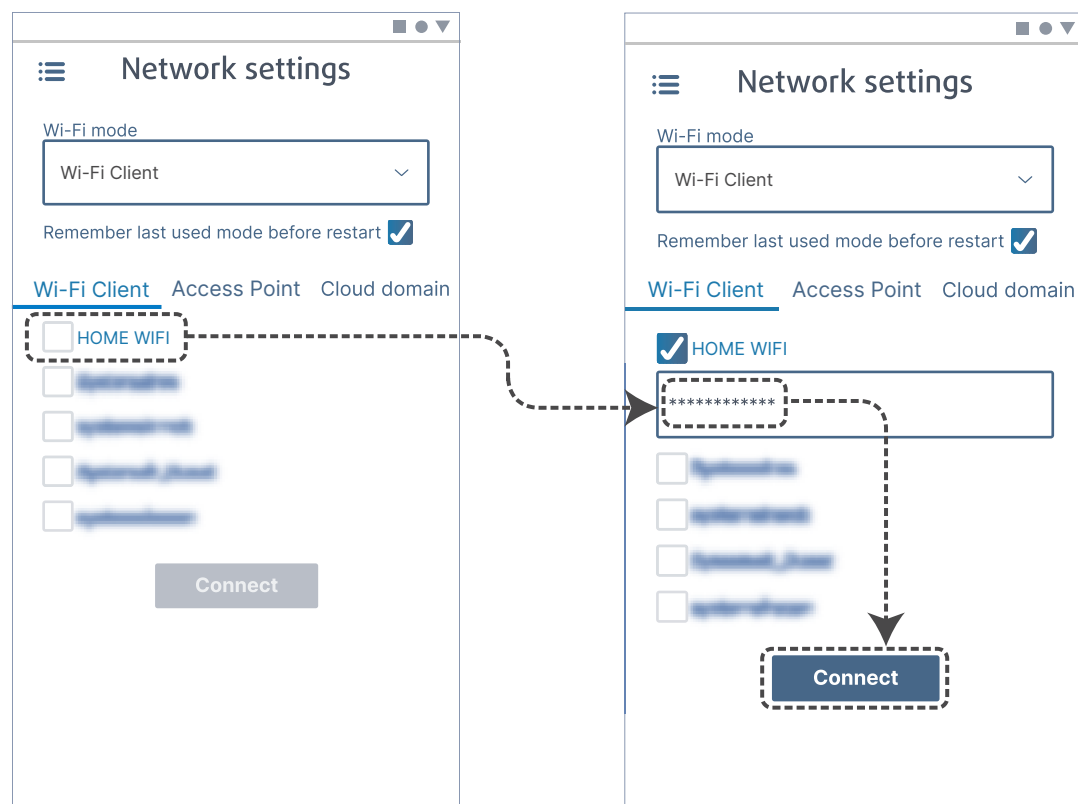 Network settings
Wi-Fi mode
Wi-Fi Client
Remember last used mode before restart
Wi-Fi Client Access Point Cloud domain
HOME WIFI
Connect
Network settings
Wi-Fi mode
Wi-Fi Client
Remember last used mode before restart
Wi-Fi Client Access Point Cloud domain
HOME WIFI
************
Connect